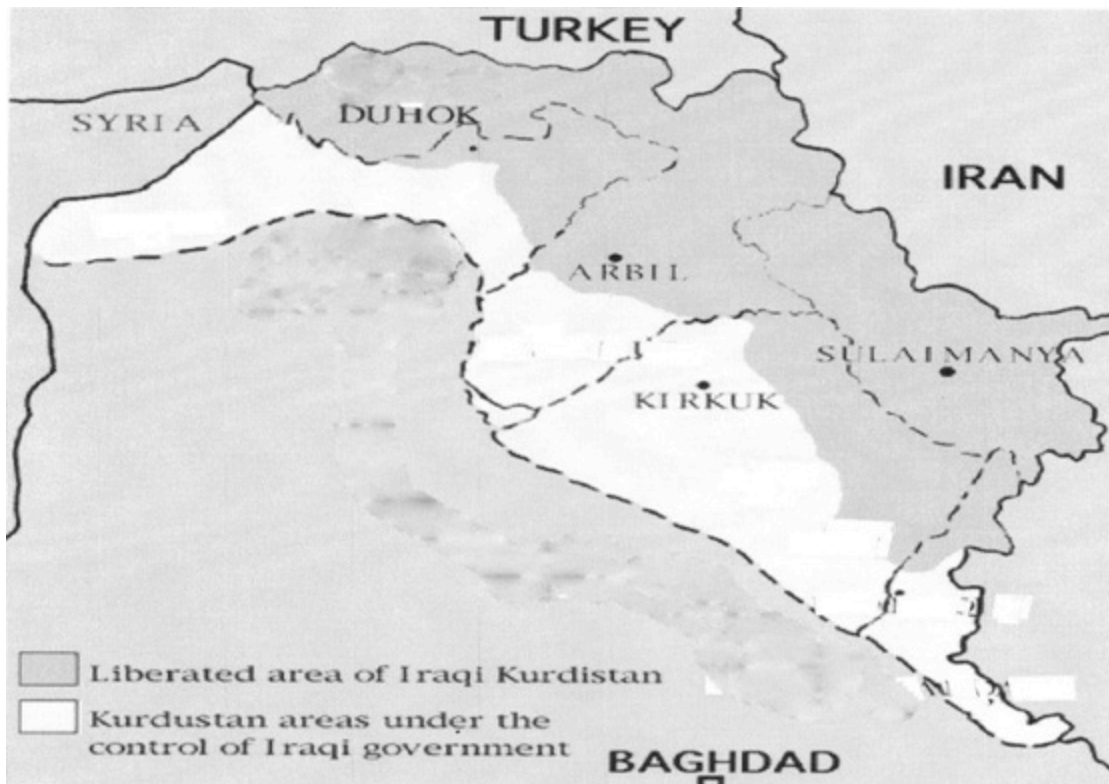 TURKEY
SYRIA
DUHOK
IRAN
ARBIL
SULAIMANYA
KIRKUK
Liberated area of Iraqi Kurdistan
Kurdustan areas under the
control of Iraqi government
BAGHDAD